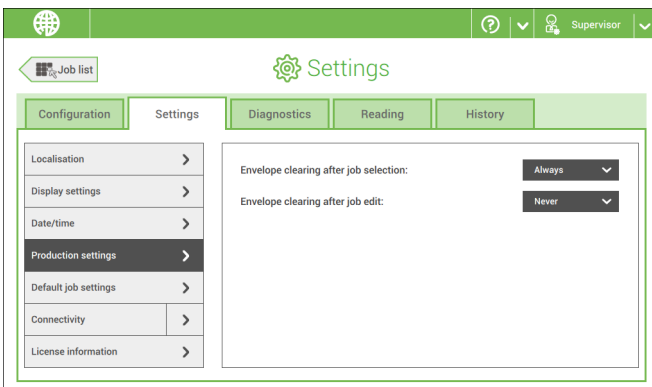 ? Supervisor
Job list
Settings
Configuration Settings Diagnostics Reading History
Localisation
Display settings
Date/time
Production settings
Default job settings
Connectivity
License information
Envelope clearing after job selection: Always
Envelope clearing after job edit: Never